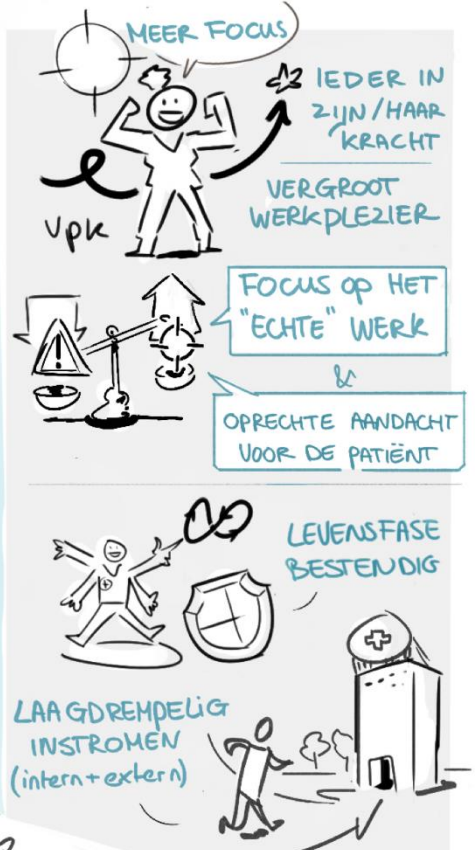 MEER FOCUS
IEDER IN
ZIJN/HAAR
KRACHT
VERGROOT
WERKPLEZIER
Vpk
FOCUS OP HET
"ECHTE" WERK
&
OPRECHTE AANDACHT
VOOR DE PATIËNT
LEVENSFASE
BESTENDIG
LAAGDREMPELIG
INSTROMEN
(intern+extern)